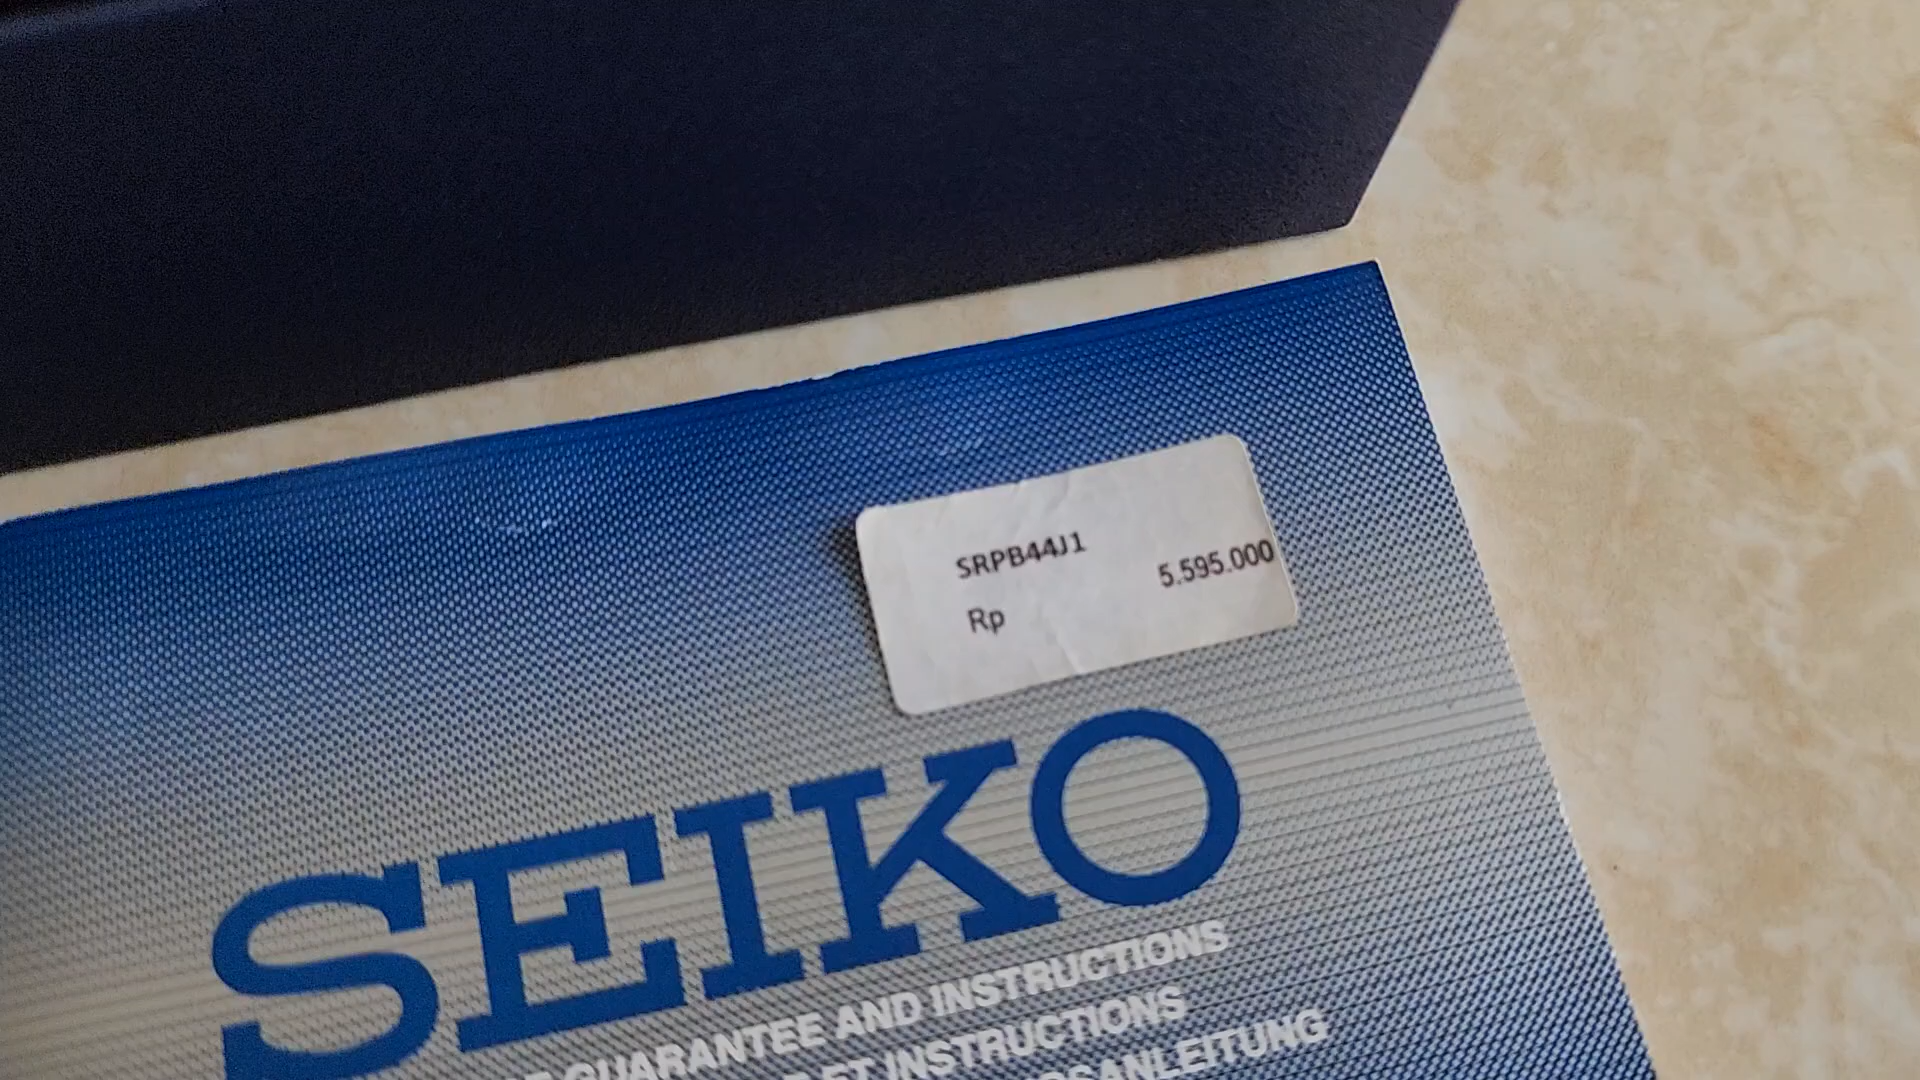 SRPB44J1
Rp 5.595.000
SEIKO
GUARANTEE AND INSTRUCTIONS
ET INSTRUCTIONS